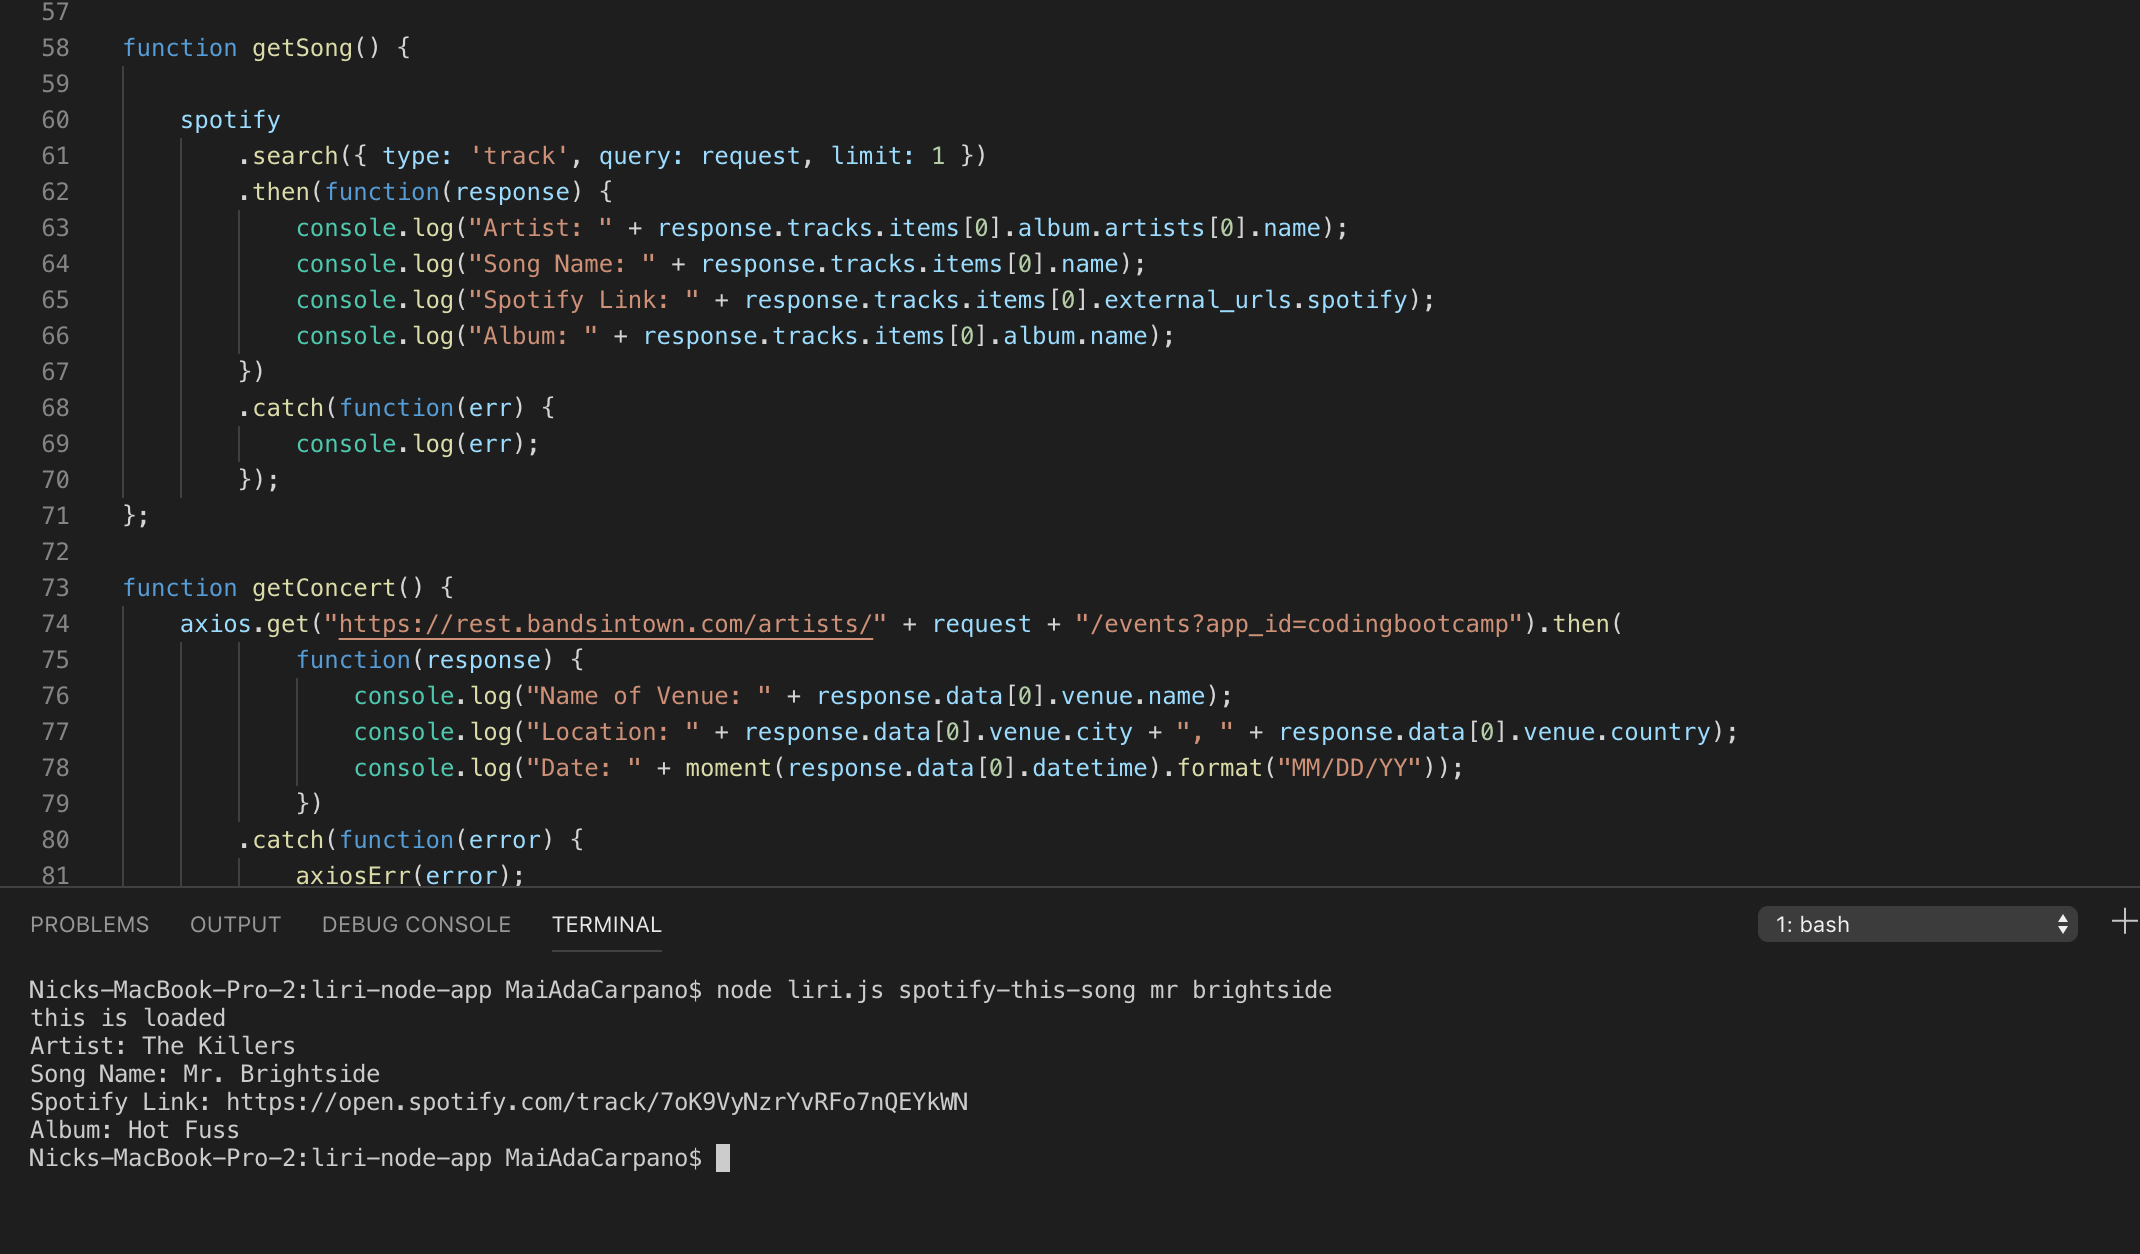 57
58 function getSong() {
59
60     spotify
61         .search({ type: 'track', query: request, limit: 1 })
62         .then(function(response) {
63             console.log("Artist: " + response.tracks.items[0].album.artists[0].name);
64             console.log("Song Name: " + response.tracks.items[0].name);
65             console.log("Spotify Link: " + response.tracks.items[0].external_urls.spotify);
66             console.log("Album: " + response.tracks.items[0].album.name);
67         })
68         .catch(function(err) {
69             console.log(err);
70         });
71 };
72
73 function getConcert() {
74     axios.get("https://rest.bandsintown.com/artists/" + request + "/events?app_id=codingbootcamp").then(
75             function(response) {
76                 console.log("Name of Venue: " + response.data[0].venue.name);
77                 console.log("Location: " + response.data[0].venue.city + ", " + response.data[0].venue.country);
78                 console.log("Date: " + moment(response.data[0].datetime).format("MM/DD/YY"));
79             })
80         .catch(function(error) {
81             axiosErr(error);
PROBLEMS OUTPUT DEBUG CONSOLE TERMINAL 1: bash
Nicks-MacBook-Pro-2:liri-node-app MaiAdaCarpano$ node liri.js spotify-this-song mr brightside
this is loaded
Artist: The Killers
Song Name: Mr. Brightside
Spotify Link: https://open.spotify.com/track/7oK9VyNzrYvRFo7nQEYkWN
Album: Hot Fuss
Nicks-MacBook-Pro-2:liri-node-app MaiAdaCarpano$